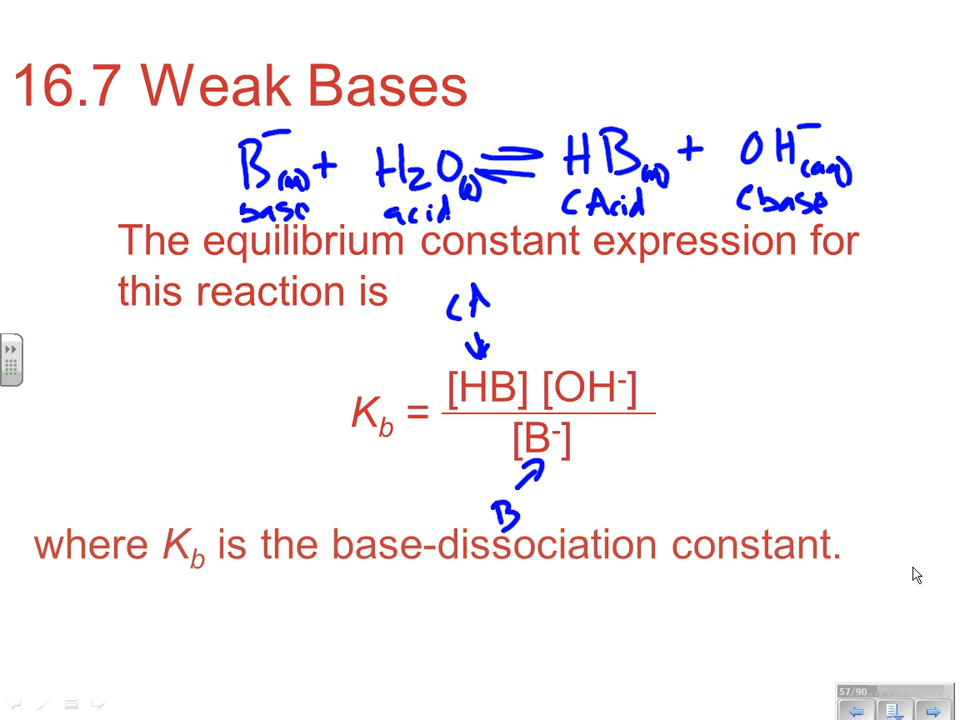 16.7 Weak Bases
B⁻(aq) + H₂O(l) ⇌ HB(aq) + OH⁻(aq)
base acid CAcid Cbase
The equilibrium constant expression for
this reaction is
CA
[HB] [OH-]
Kb =
[B-]
B
where Kb is the base-dissociation constant.
57/90